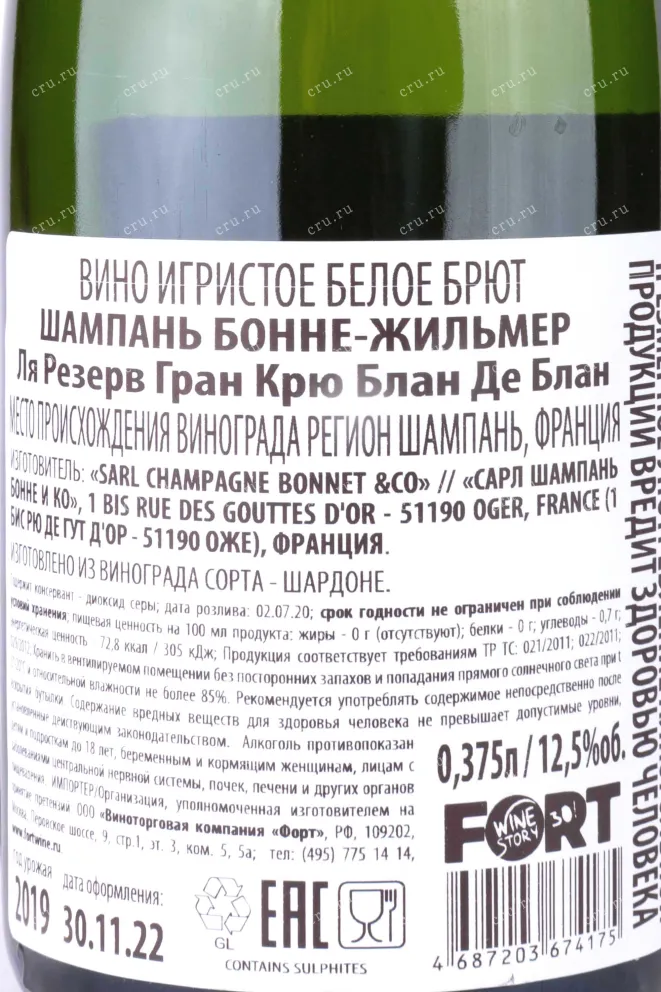 ВИНО ИГРИСТОЕ БЕЛОЕ БРЮТ
ШАМПАНЬ БОННЕ-ЖИЛЬМЕР
Ля Резерв Гран Крю Блан Де Блан
МЕСТО ПРОИСХОЖДЕНИЯ ВИНОГРАДА РЕГИОН ШАМПАНЬ, ФРАНЦИЯ
ИЗГОТОВИТЕЛЬ: «SARL CHAMPAGNE BONNET &CO» // «САРЛ ШАМПАНЬ
БОННЕ И КО», 1 BIS RUE DES GOUTTES D'OR - 51190 OGER, FRANCE (1
БИС РЮ ДЕ ГУТ Д'ОР - 51190 ОЖЕ), ФРАНЦИЯ.
ИЗГОТОВЛЕНО ИЗ ВИНОГРАДА СОРТА - ШАРДОНЕ.
консервант - диоксид серы; дата розлива: 02.07.20; срок годности не ограничен при соблюдении
условий хранения; пищевая ценность на 100 мл продукта: жиры - 0 г (отсутствуют); белки - 0 г; углеводы - 0,7 г;
энергетическая ценность 72,8 ккал / 305 кДж; Продукция соответствует требованиям ТР ТС: 021/2011; 022/2011;
Хранить в вентилируемом помещении без посторонних запахов и попадания прямого солнечного света при t
и относительной влажности не более 85%. Рекомендуется употреблять содержимое непосредственно после
бутылки. Содержание вредных веществ для здоровья человека не превышает допустимые уровни,
действующим законодательством. Алкоголь противопоказан
и подросткам до 18 лет, беременным и кормящим женщинам, лицам с
центральной нервной системы, почек, печени и других органов
ИМПОРТЕР/Организация, уполномоченная изготовителем на
претензии ООО «Виноторговая компания «Форт», РФ, 109202,
Москва, Перовское шоссе, 9, стр.1, эт. 3, ком. 5, 5а; тел: (495) 775 14 14,
www.fortwine.ru
год урожая
2019
дата оформления:
30.11.22
GL
EAC
CONTAINS SULPHITES
0,375л / 12,5%об.
FORT
WINE STORY 30!
4 687203 674175
ПРОДУКЦИИ ВРЕДИТ ЗДОРОВЬЮ ЧЕЛОВЕКА
cru.ru